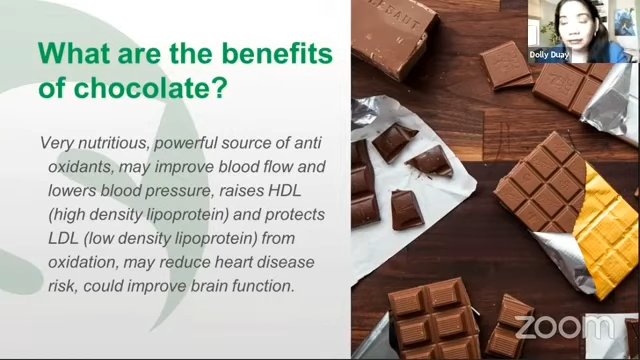 What are the benefits
of chocolate?
Very nutritious, powerful source of anti
oxidants, may improve blood flow and
lowers blood pressure, raises HDL
(high density lipoprotein) and protects
LDL (low density lipoprotein) from
oxidation, may reduce heart disease
risk, could improve brain function.
Dolly Duay
zoom